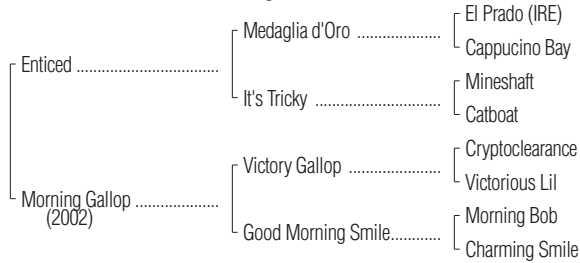 El Prado (IRE)
Medaglia d'Oro ..................
Cappucino Bay
Enticed ...............................
Mineshaft
It's Tricky ........................
Catboat
Cryptoclearance
Victory Gallop ...................
Victorious Lil
Morning Gallop ..................
(2002)
Morning Bob
Good Morning Smile...........
Charming Smile